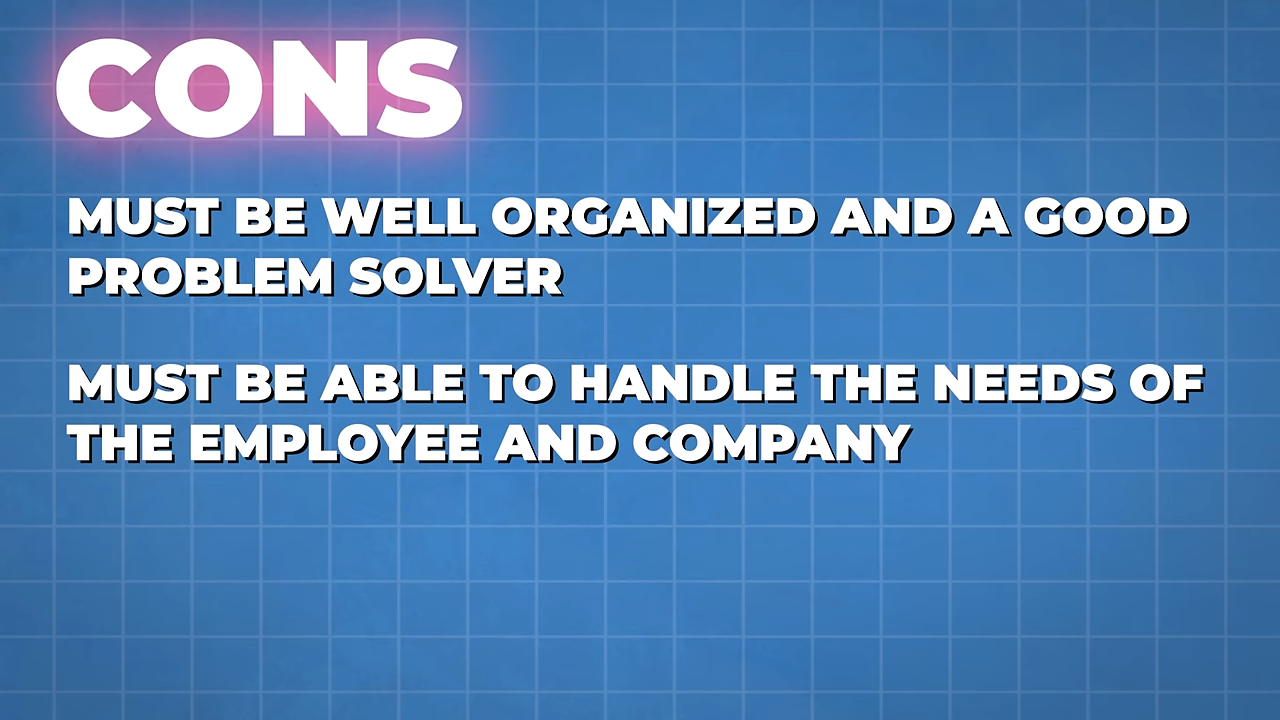 CONS
MUST BE WELL ORGANIZED AND A GOOD
PROBLEM SOLVER
MUST BE ABLE TO HANDLE THE NEEDS OF
THE EMPLOYEE AND COMPANY